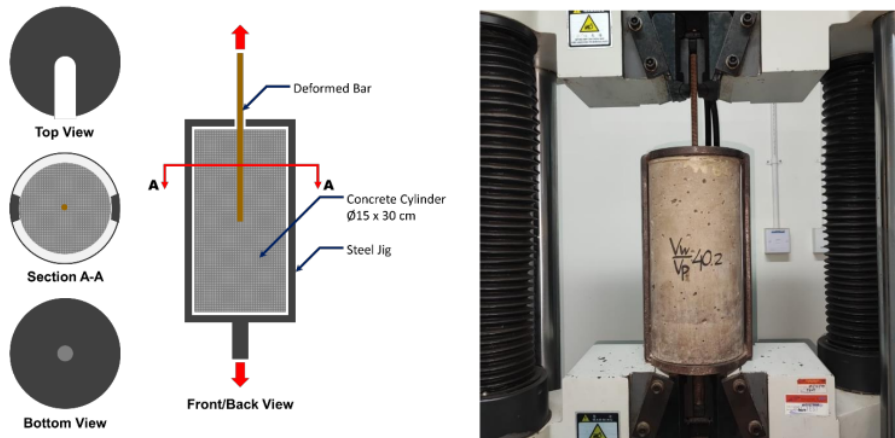 Top View
Section A-A
Bottom View
Deformed Bar
A
A
Concrete Cylinder
Ø15 x 30 cm
Steel Jig
Front/Back View
Vw
Vp
-40.2